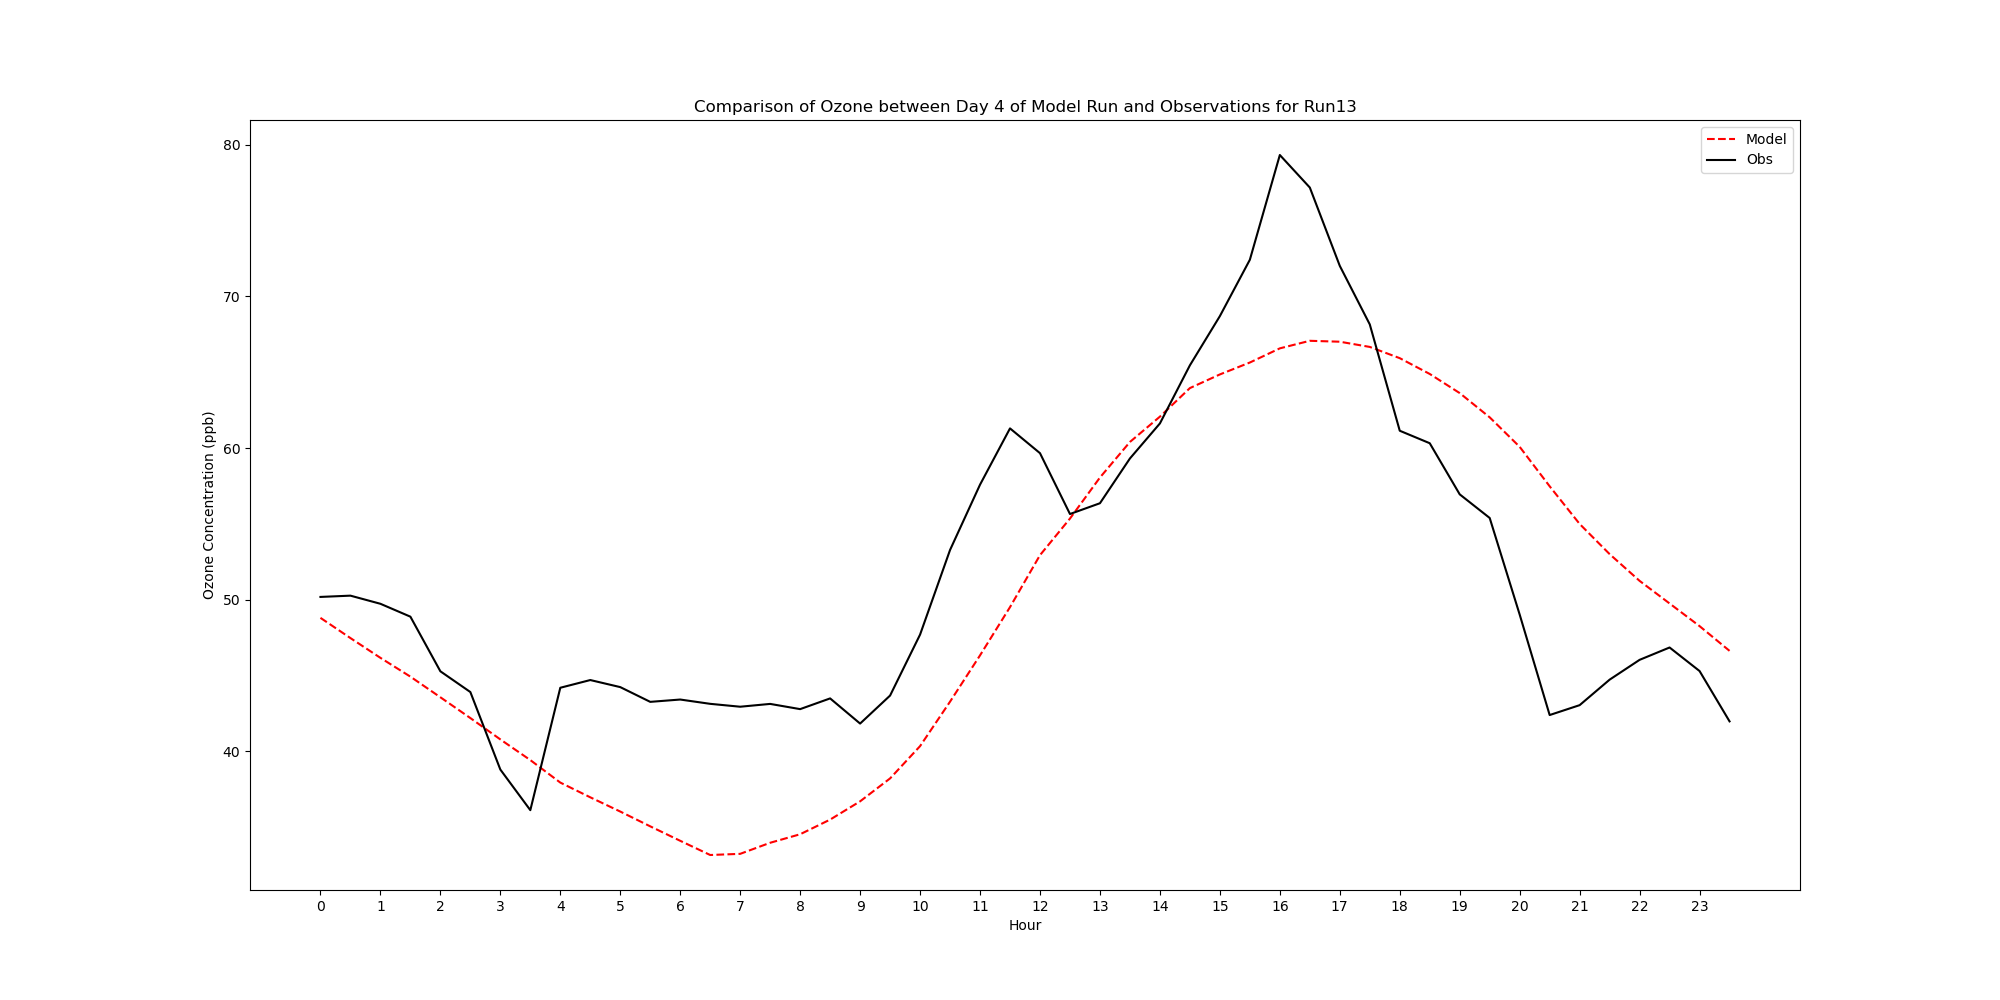 Comparison of Ozone between Day 4 of Model Run and Observations for Run13
Model
Obs
Ozone Concentration (ppb)
80
70
60
50
40
0 1 2 3 4 5 6 7 8 9 10 11 12 13 14 15 16 17 18 19 20 21 22 23
Hour